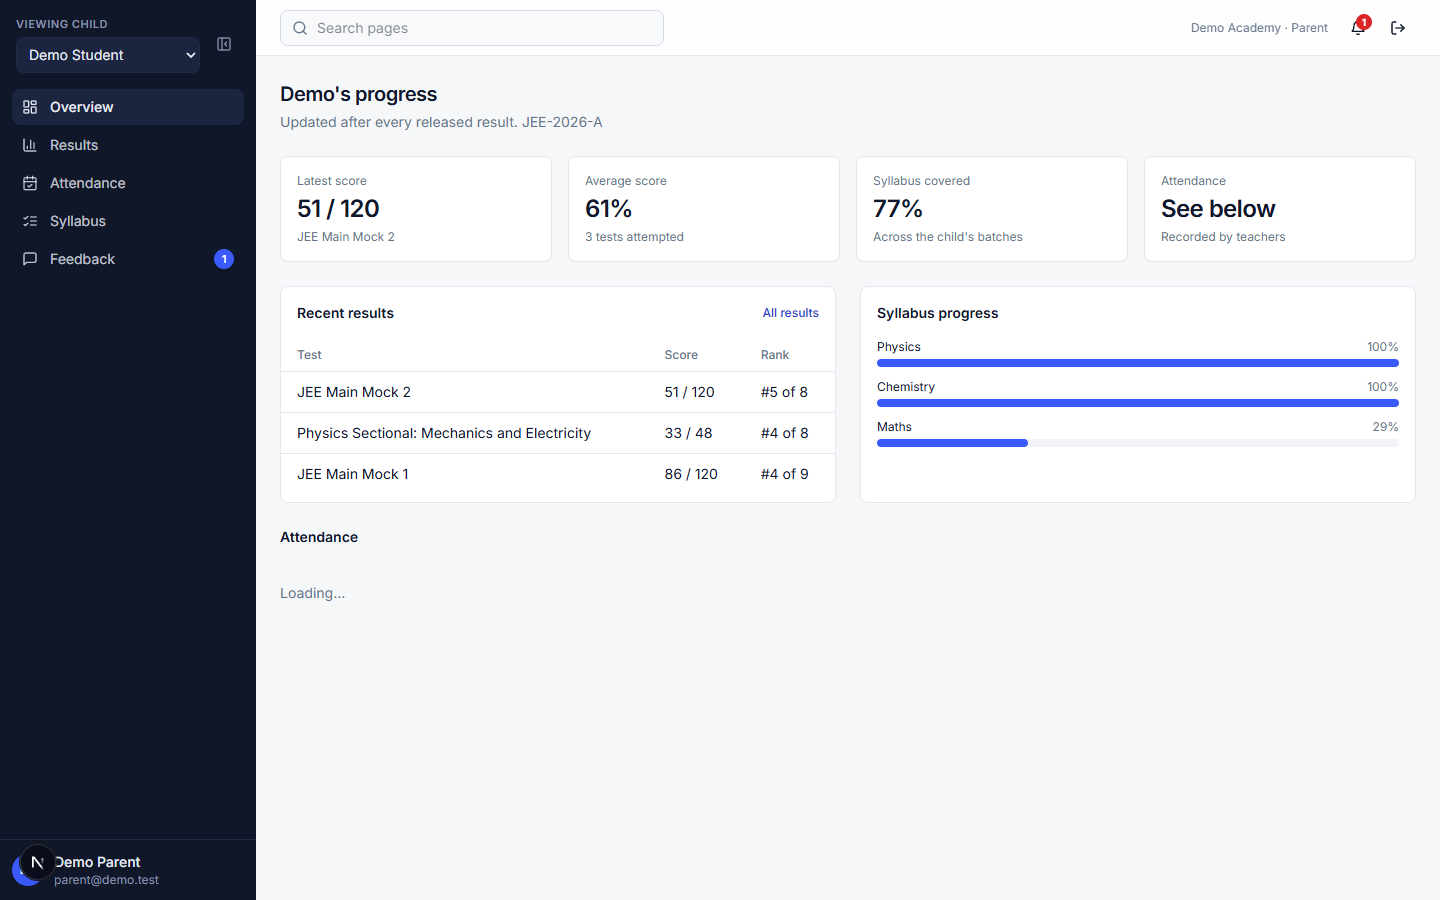 VIEWING CHILD
Demo Student
Overview
Results
Attendance
Syllabus
Feedback 1
Demo Parent
parent@demo.test
N
Search pages
Demo Academy · Parent
1
Demo's progress
Updated after every released result. JEE-2026-A
Latest score
51 / 120
JEE Main Mock 2
Average score
61%
3 tests attempted
Syllabus covered
77%
Across the child's batches
Attendance
See below
Recorded by teachers
Recent results All results
Test Score Rank
JEE Main Mock 2 51 / 120 #5 of 8
Physics Sectional: Mechanics and Electricity 33 / 48 #4 of 8
JEE Main Mock 1 86 / 120 #4 of 9
Syllabus progress
Physics 100%
Chemistry 100%
Maths 29%
Attendance
Loading...